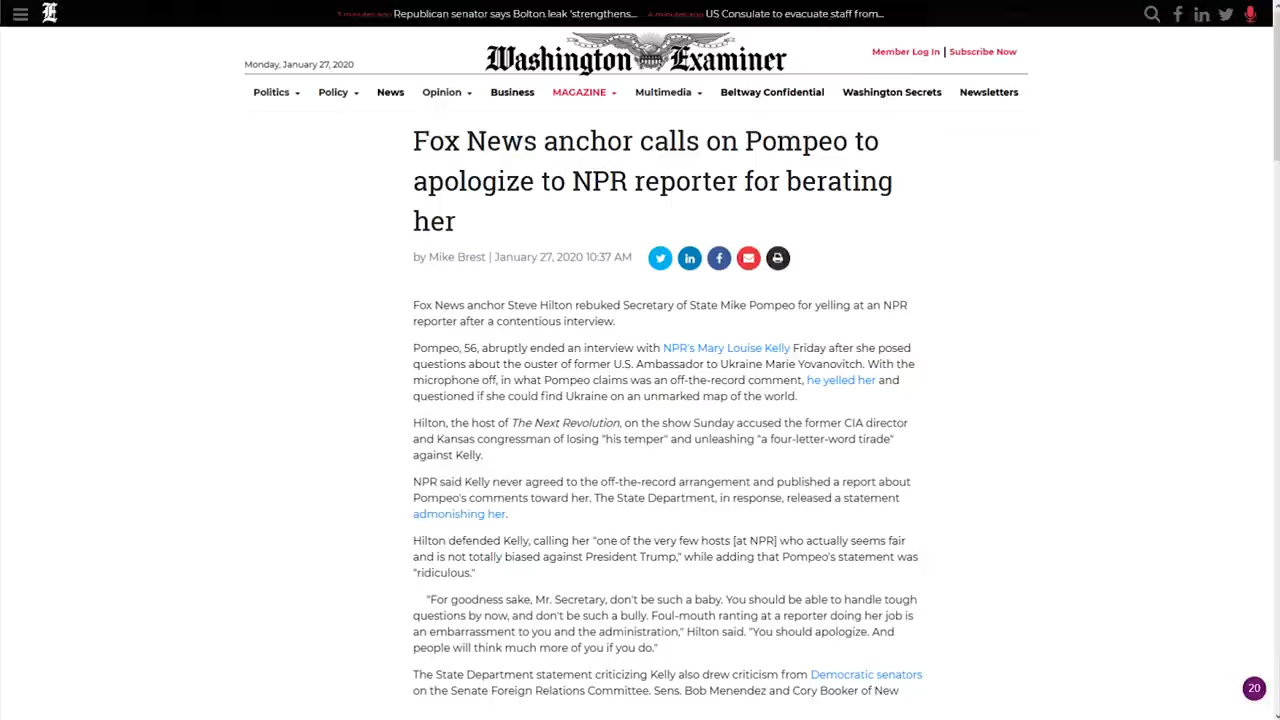 3 minutes ago Republican senator says Bolton leak 'strengthens... 4 minutes ago US Consulate to evacuate staff from...
Washington Examiner
Member Log In | Subscribe Now
Monday, January 27, 2020
Politics Policy News Opinion Business MAGAZINE Multimedia Beltway Confidential Washington Secrets Newsletters
Fox News anchor calls on Pompeo to
apologize to NPR reporter for berating
her
by Mike Brest | January 27, 2020 10:37 AM
Fox News anchor Steve Hilton rebuked Secretary of State Mike Pompeo for yelling at an NPR
reporter after a contentious interview.
Pompeo, 56, abruptly ended an interview with NPR's Mary Louise Kelly Friday after she posed
questions about the ouster of former U.S. Ambassador to Ukraine Marie Yovanovitch. With the
microphone off, in what Pompeo claims was an off-the-record comment, he yelled her and
questioned if she could find Ukraine on an unmarked map of the world.
Hilton, the host of The Next Revolution, on the show Sunday accused the former CIA director
and Kansas congressman of losing "his temper" and unleashing "a four-letter-word tirade"
against Kelly.
NPR said Kelly never agreed to the off-the-record arrangement and published a report about
Pompeo's comments toward her. The State Department, in response, released a statement
admonishing her.
Hilton defended Kelly, calling her "one of the very few hosts [at NPR] who actually seems fair
and is not totally biased against President Trump," while adding that Pompeo's statement was
"ridiculous."
"For goodness sake, Mr. Secretary, don't be such a baby. You should be able to handle tough
questions by now, and don't be such a bully. Foul-mouth ranting at a reporter doing her job is
an embarrassment to you and the administration," Hilton said. "You should apologize. And
people will think much more of you if you do."
The State Department statement criticizing Kelly also drew criticism from Democratic senators
on the Senate Foreign Relations Committee. Sens. Bob Menendez and Cory Booker of New
20